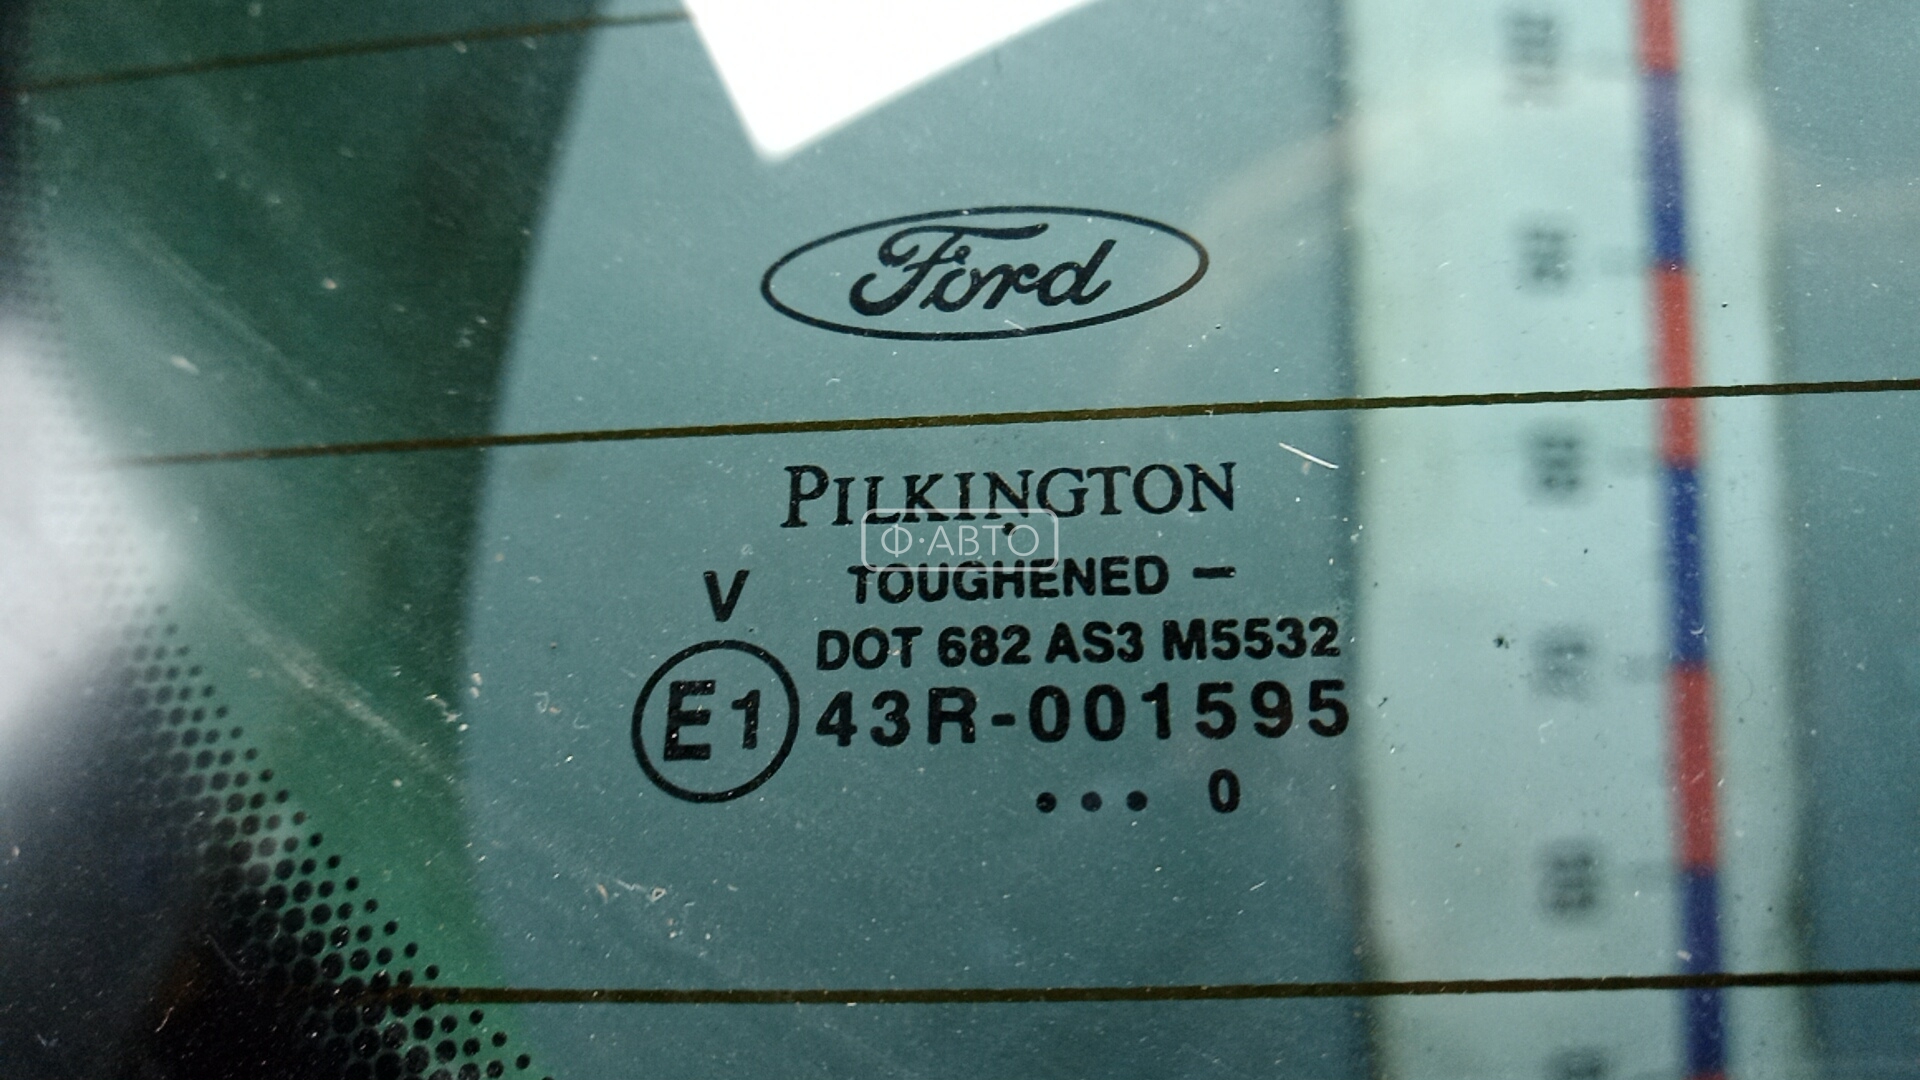 Ford
PILKINGTON
Ф·АВТО
V TOUGHENED —
DOT 682 AS3 M5532
E1 43R-001595
••• 0